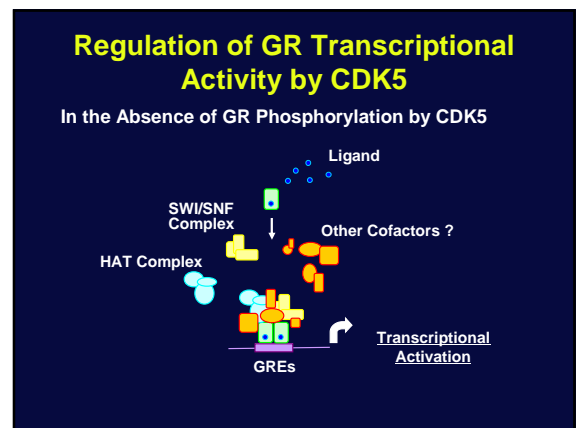 Regulation of GR Transcriptional
Activity by CDK5
In the Absence of GR Phosphorylation by CDK5
Ligand
SWI/SNF
Complex
Other Cofactors ?
HAT Complex
Transcriptional
Activation
GREs